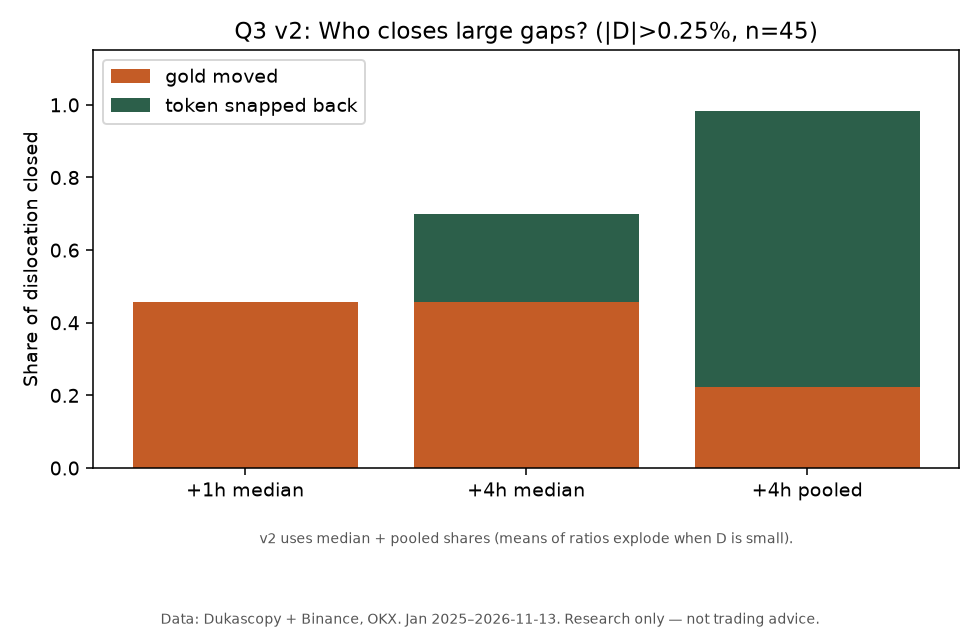 Q3 v2: Who closes large gaps? (|D|>0.25%, n=45)
gold moved
token snapped back
Share of dislocation closed
1.0
0.8
0.6
0.4
0.2
0.0
+1h median
+4h median
+4h pooled
v2 uses median + pooled shares (means of ratios explode when D is small).
Data: Dukascopy + Binance, OKX. Jan 2025–2026-11-13. Research only — not trading advice.